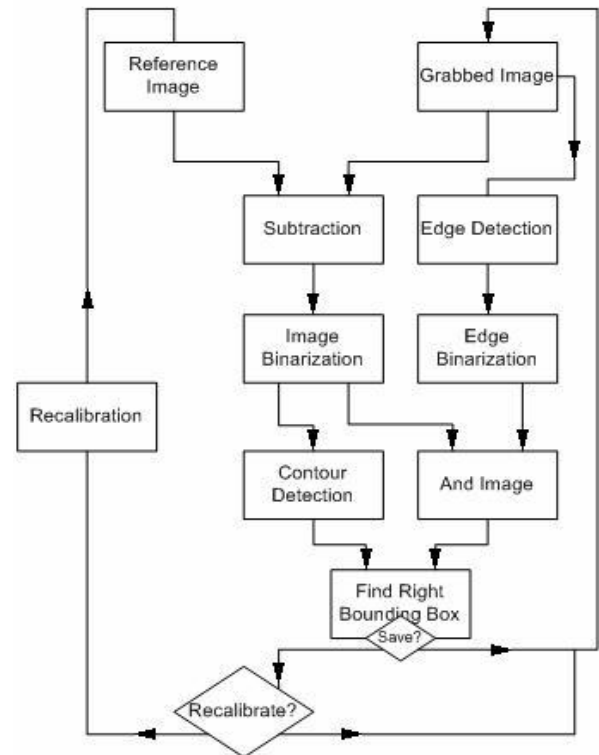 Reference
Image
Grabbed Image
Subtraction
Edge Detection
Image
Binarization
Edge
Binarization
Recalibration
Contour
Detection
And Image
Find Right
Bounding Box
Save?
Recalibrate?